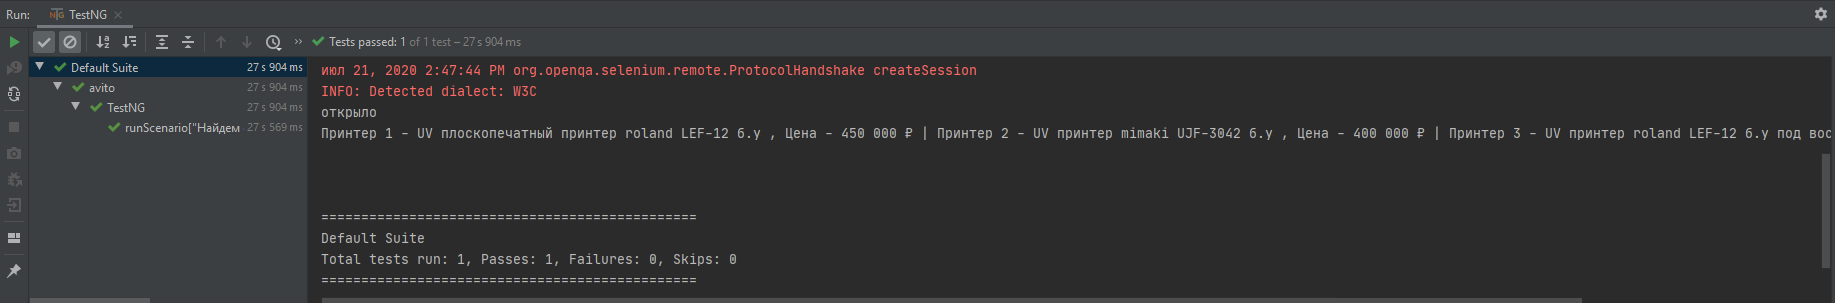 Run: TestNG
Tests passed: 1 of 1 test – 27 s 904 ms
Default Suite 27 s 904 ms
avito 27 s 904 ms
TestNG 27 s 904 ms
runScenario["Найдем 27 s 569 ms
июл 21, 2020 2:47:44 PM org.openqa.selenium.remote.ProtocolHandshake createSession
INFO: Detected dialect: W3C
открыло
Принтер 1 - UV плоскопечатный принтер roland LEF-12 б.у , Цена - 450 000 ₽ | Принтер 2 - UV принтер mimaki UJF-3042 б.у , Цена - 400 000 ₽ | Принтер 3 - UV принтер roland LEF-12 б.у под вос
===============================================
Default Suite
Total tests run: 1, Passes: 1, Failures: 0, Skips: 0
===============================================